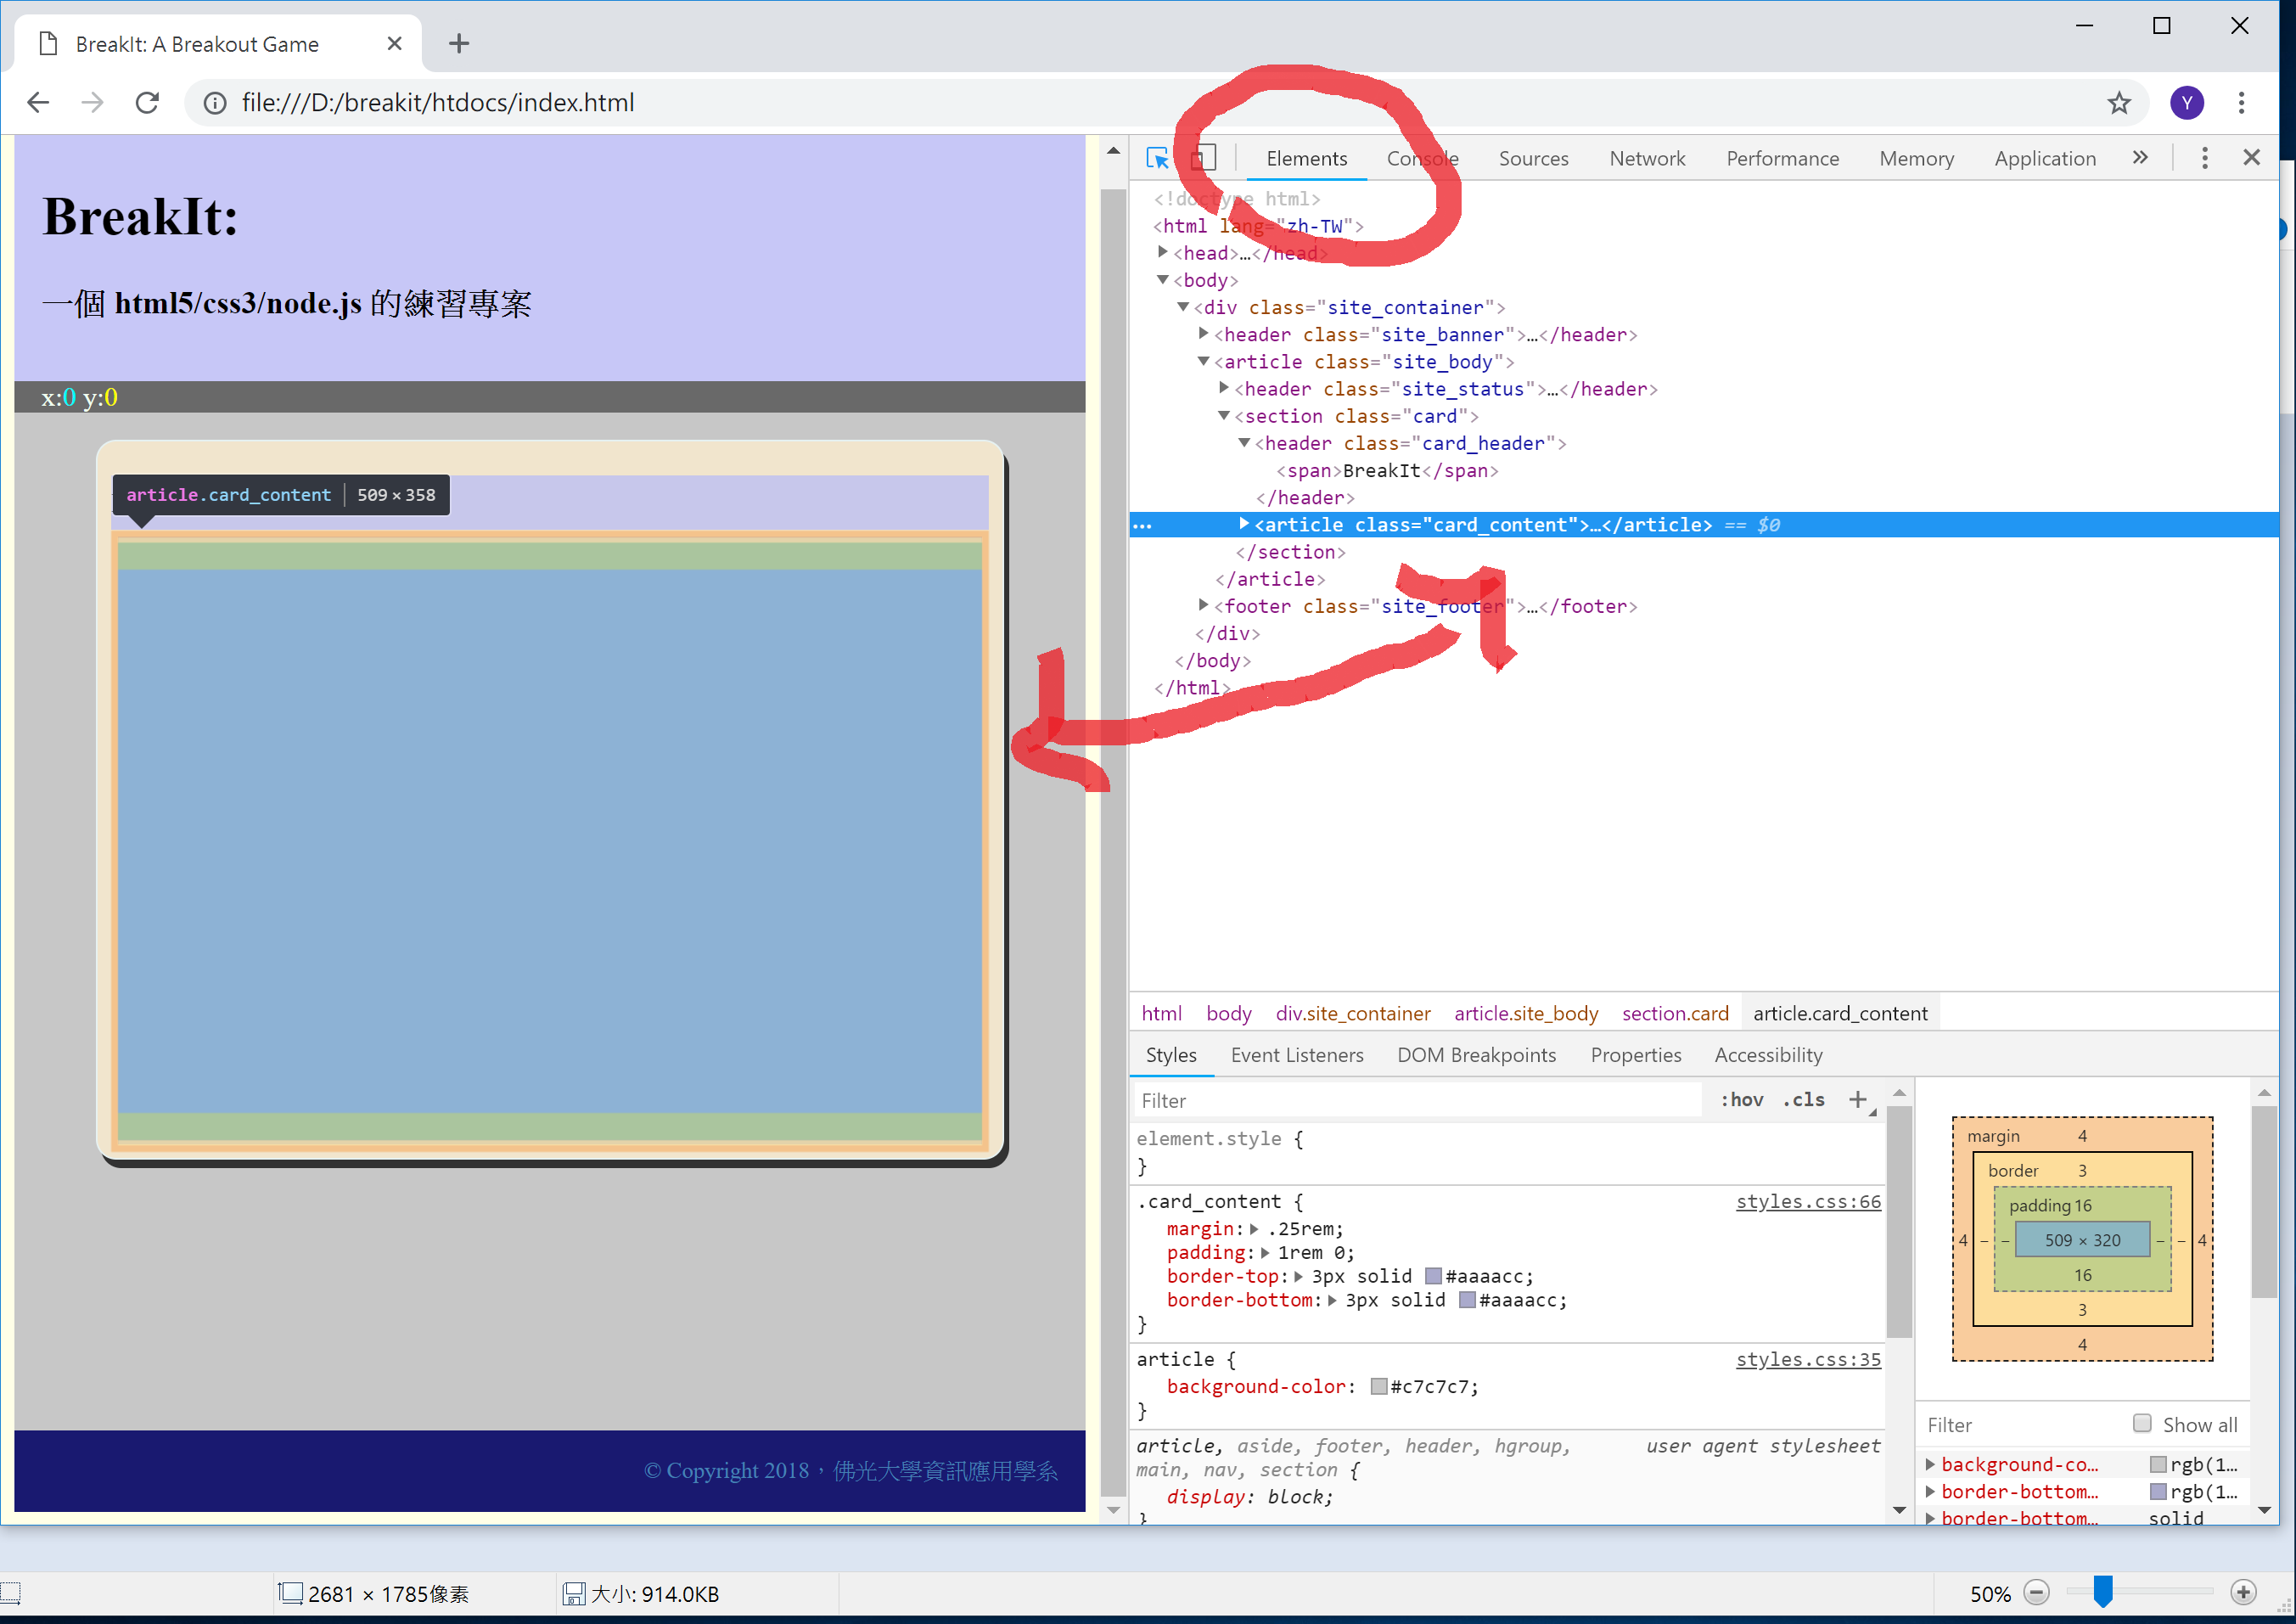 BreakIt: A Breakout Game
file:///D:/breakit/htdocs/index.html
Y
BreakIt:
一個 html5/css3/node.js 的練習專案
x:0 y:0
article.card_content | 509 × 358
© Copyright 2018，佛光大學資訊應用學系
Elements Console Sources Network Performance Memory Application »
<!doctype html>
<html lang="zh-TW">
<head>…</head>
<body>
<div class="site_container">
<header class="site_banner">…</header>
<article class="site_body">
<header class="site_status">…</header>
<section class="card">
<header class="card_header">
<span>BreakIt</span>
</header>
<article class="card_content">…</article> == $0
</section>
</article>
<footer class="site_footer">…</footer>
</div>
</body>
</html>
html body div.site_container article.site_body section.card article.card_content
Styles Event Listeners DOM Breakpoints Properties Accessibility
Filter :hov .cls +
element.style {
}
.card_content { styles.css:66
margin: .25rem;
padding: 1rem 0;
border-top: 3px solid #aaaacc;
border-bottom: 3px solid #aaaacc;
}
article { styles.css:35
background-color: #c7c7c7;
}
article, aside, footer, header, hgroup, user agent stylesheet
main, nav, section {
display: block;
}
margin 4
border 3
padding 16
4 – – 509 × 320 – – 4
16
3
4
Filter Show all
background-co… rgb(1…
border-bottom… rgb(1…
border-bottom… solid
2681 × 1785像素 大小: 914.0KB 50%